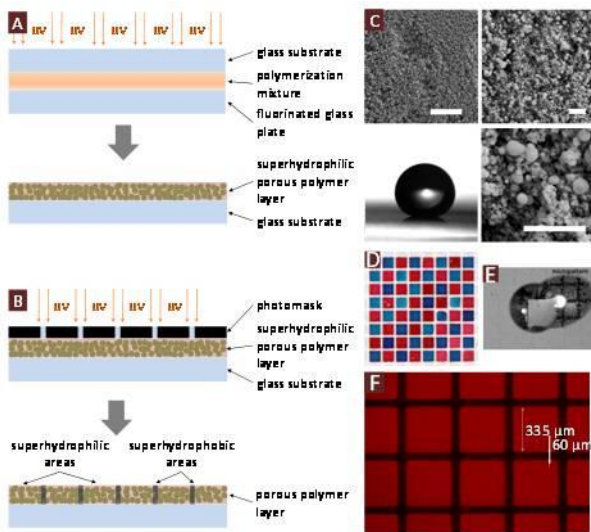 A
UV UV UV UV UV
glass substrate
polymerization
mixture
fluorinated glass
plate
superhydrophilic
porous polymer
layer
glass substrate
B
UV UV UV UV
photomask
superhydrophilic
porous polymer
layer
glass substrate
superhydrophilic
areas
superhydrophobic
areas
porous polymer
layer
C
D
E
micropattern
F
335 µm
60 µm